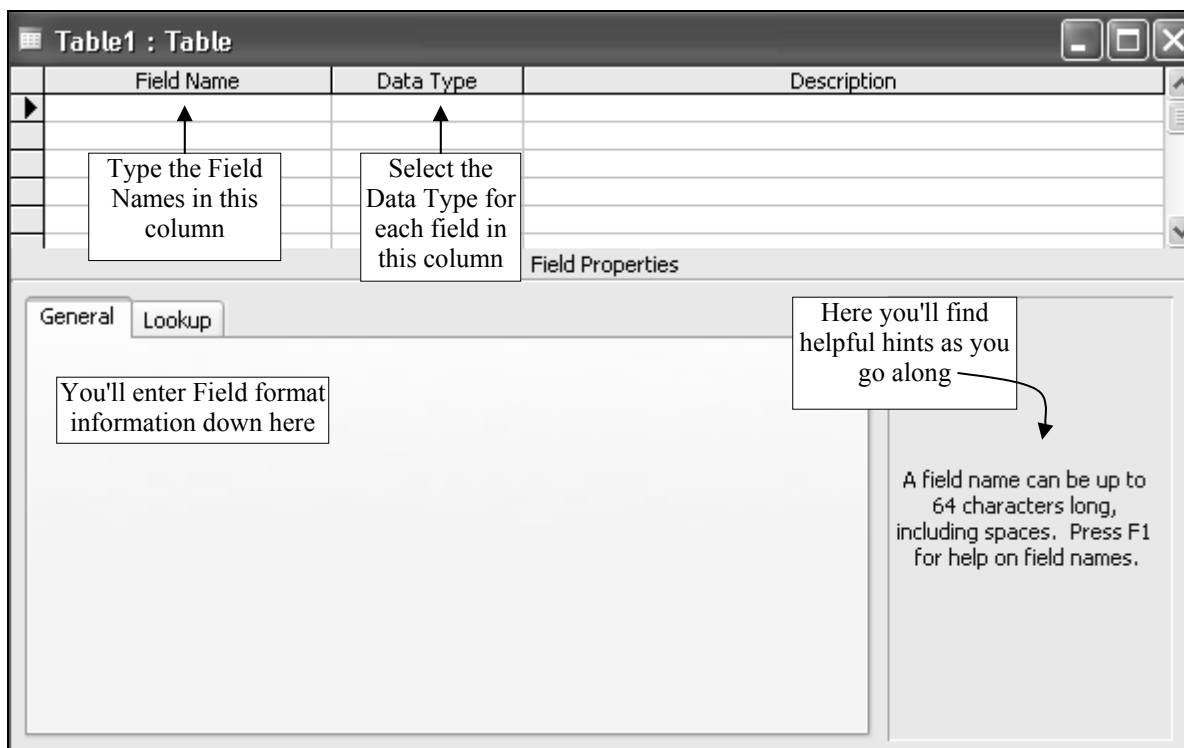 Table1 : Table
Field Name Data Type Description
Type the Field
Names in this
column
Select the
Data Type for
each field in
this column
Field Properties
General Lookup
You'll enter Field format
information down here
Here you'll find
helpful hints as you
go along
A field name can be up to
64 characters long,
including spaces. Press F1
for help on field names.